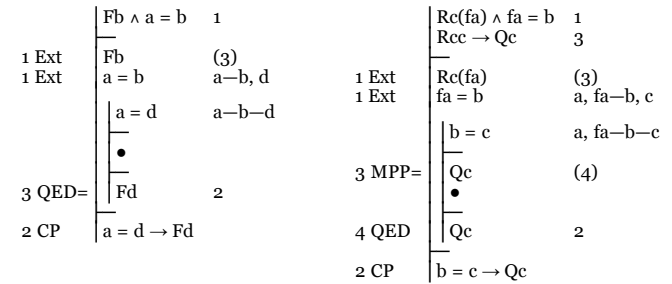 Fb ∧ a = b 1
1 Ext Fb (3)
1 Ext a = b a—b, d
a = d a—b—d
●
3 QED= Fd 2
2 CP a = d → Fd
Rc(fa) ∧ fa = b 1
Rcc → Qc 3
1 Ext Rc(fa) (3)
1 Ext fa = b a, fa—b, c
b = c a, fa—b—c
3 MPP= Qc (4)
●
4 QED Qc 2
2 CP b = c → Qc